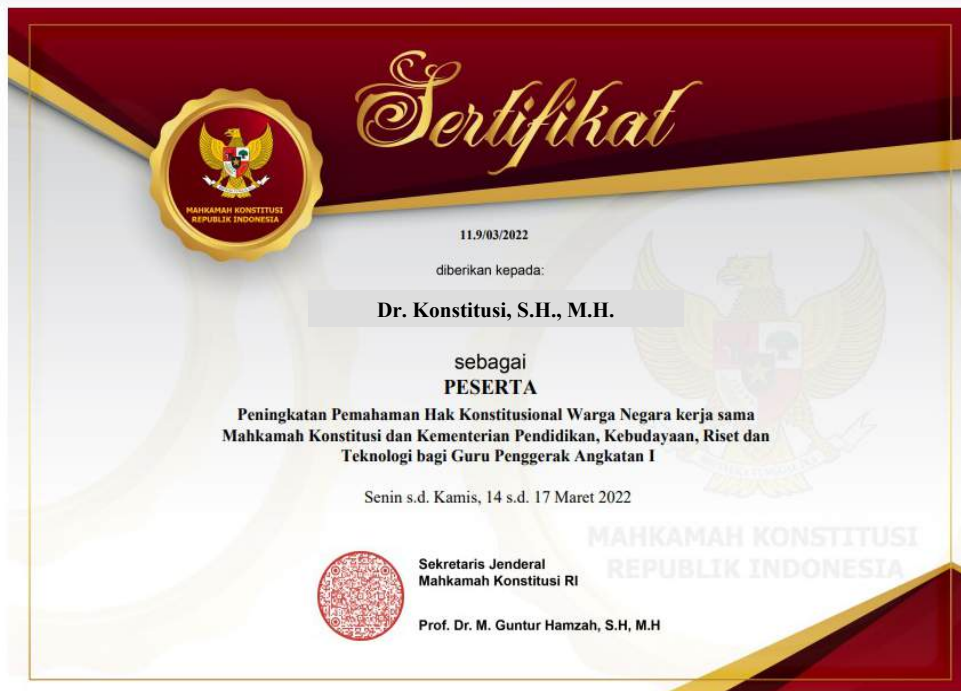 Sertifikat
MAHKAMAH KONSTITUSI
REPUBLIK INDONESIA
11.9/03/2022
diberikan kepada:
Dr. Konstitusi, S.H., M.H.
sebagai
PESERTA
Peningkatan Pemahaman Hak Konstitusional Warga Negara kerja sama
Mahkamah Konstitusi dan Kementerian Pendidikan, Kebudayaan, Riset dan
Teknologi bagi Guru Penggerak Angkatan I
Senin s.d. Kamis, 14 s.d. 17 Maret 2022
MAHKAMAH KONSTITUSI
REPUBLIK INDONESIA
Sekretaris Jenderal
Mahkamah Konstitusi RI
Prof. Dr. M. Guntur Hamzah, S.H, M.H